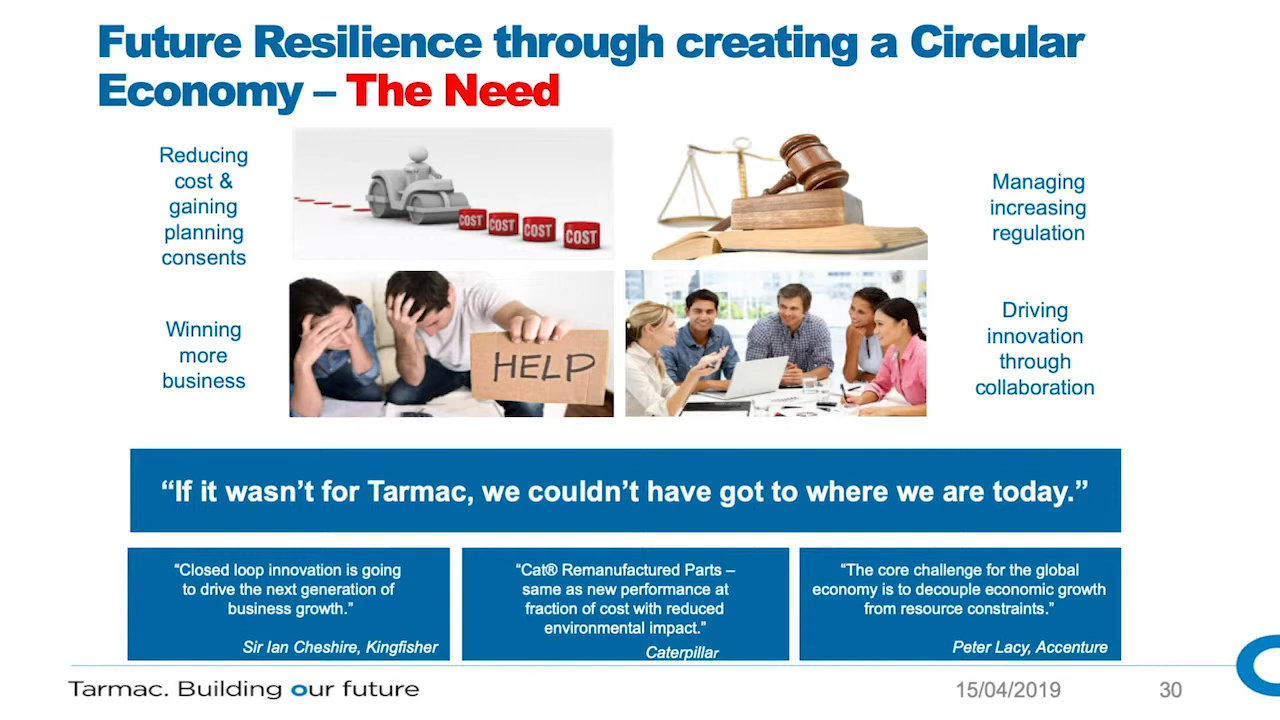 Future Resilience through creating a Circular
Economy – The Need
Reducing
cost &
gaining
planning
consents
COST
COST
COST
COST
Managing
increasing
regulation
Winning
more
business
HELP
Driving
innovation
through
collaboration
“If it wasn’t for Tarmac, we couldn’t have got to where we are today.”
“Closed loop innovation is going
to drive the next generation of
business growth.”
Sir Ian Cheshire, Kingfisher
“Cat® Remanufactured Parts –
same as new performance at
fraction of cost with reduced
environmental impact.”
Caterpillar
“The core challenge for the global
economy is to decouple economic growth
from resource constraints.”
Peter Lacy, Accenture
Tarmac. Building our future
15/04/2019
30